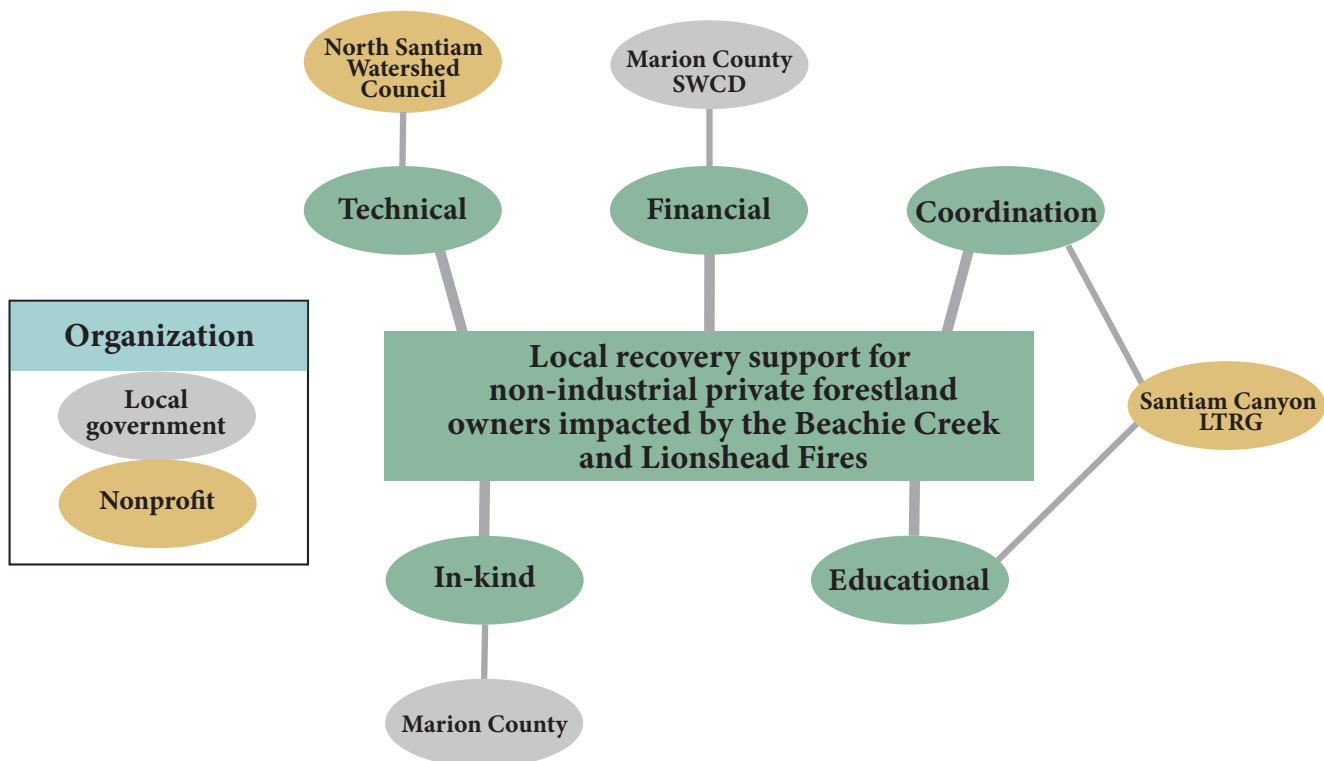 North Santiam
Watershed
Council
Marion County
SWCD
Technical
Financial
Coordination
Organization
Local
government
Nonprofit
Local recovery support for
non-industrial private forestland
owners impacted by the Beachie Creek
and Lionshead Fires
Santiam Canyon
LTRG
In-kind
Educational
Marion County